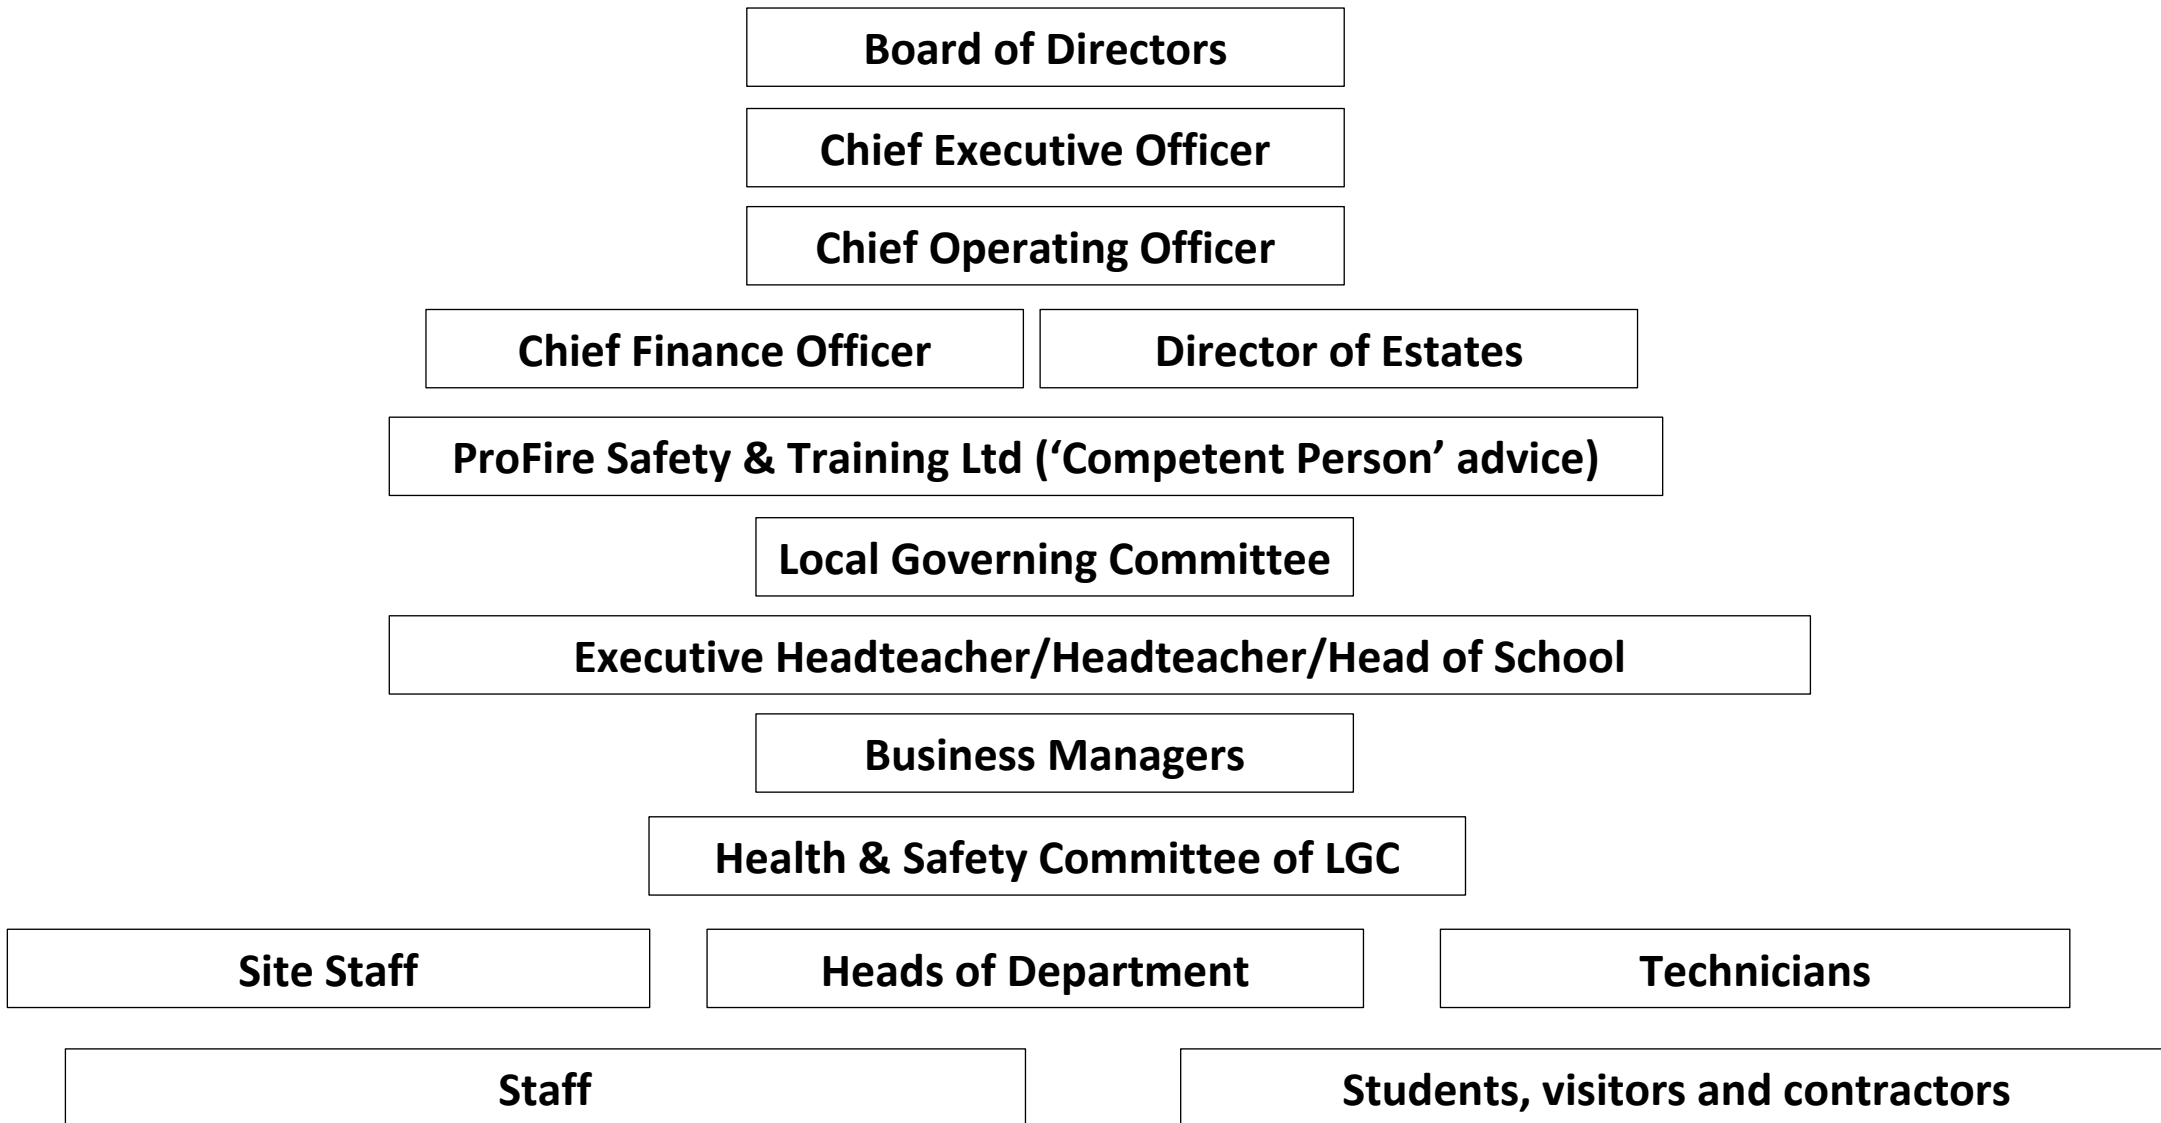 Board of Directors
Chief Executive Officer
Chief Operating Officer
Chief Finance Officer
Director of Estates
ProFire Safety & Training Ltd (‘Competent Person’ advice)
Local Governing Committee
Executive Headteacher/Headteacher/Head of School
Business Managers
Health & Safety Committee of LGC
Site Staff
Heads of Department
Technicians
Staff
Students, visitors and contractors